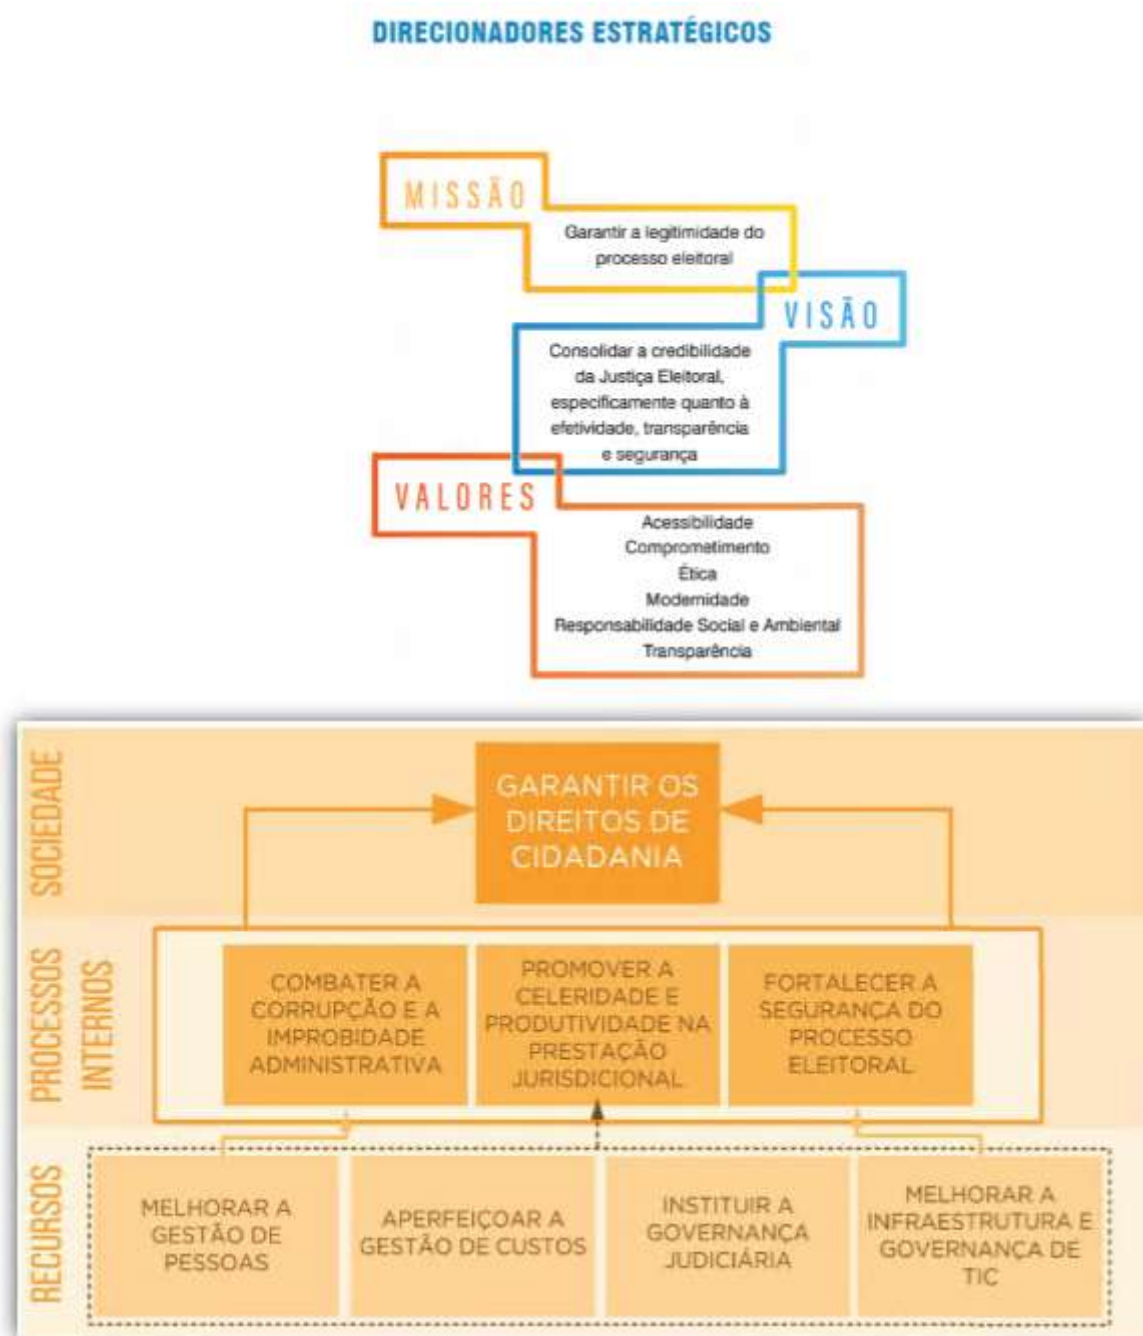 DIRECIONADORES ESTRATÉGICOS
MISSÃO
Garantir a legitimidade do
processo eleitoral
VISÃO
Consolidar a credibilidade
da Justiça Eleitoral,
especificamente quanto à
efetividade, transparência
e segurança
VALORES
Acessibilidade
Comprometimento
Ética
Modernidade
Responsabilidade Social e Ambiental
Transparência
SOCIEDADE
GARANTIR OS
DIREITOS DE
CIDADANIA
PROCESSOS
INTERNOS
COMBATER A
CORRUPÇÃO E A
IMPROBIDADE
ADMINISTRATIVA
PROMOVER A
CELERIDADE E
PRODUTIVIDADE NA
PRESTAÇÃO
JURISDICIONAL
FORTALECER A
SEGURANÇA DO
PROCESSO
ELEITORAL
RECURSOS
MELHORAR A
GESTÃO DE
PESSOAS
APERFEIÇOAR A
GESTÃO DE CUSTOS
INSTITUIR A
GOVERNANÇA
JUDICIÁRIA
MELHORAR A
INFRAESTRUTURA E
GOVERNANÇA DE
TIC